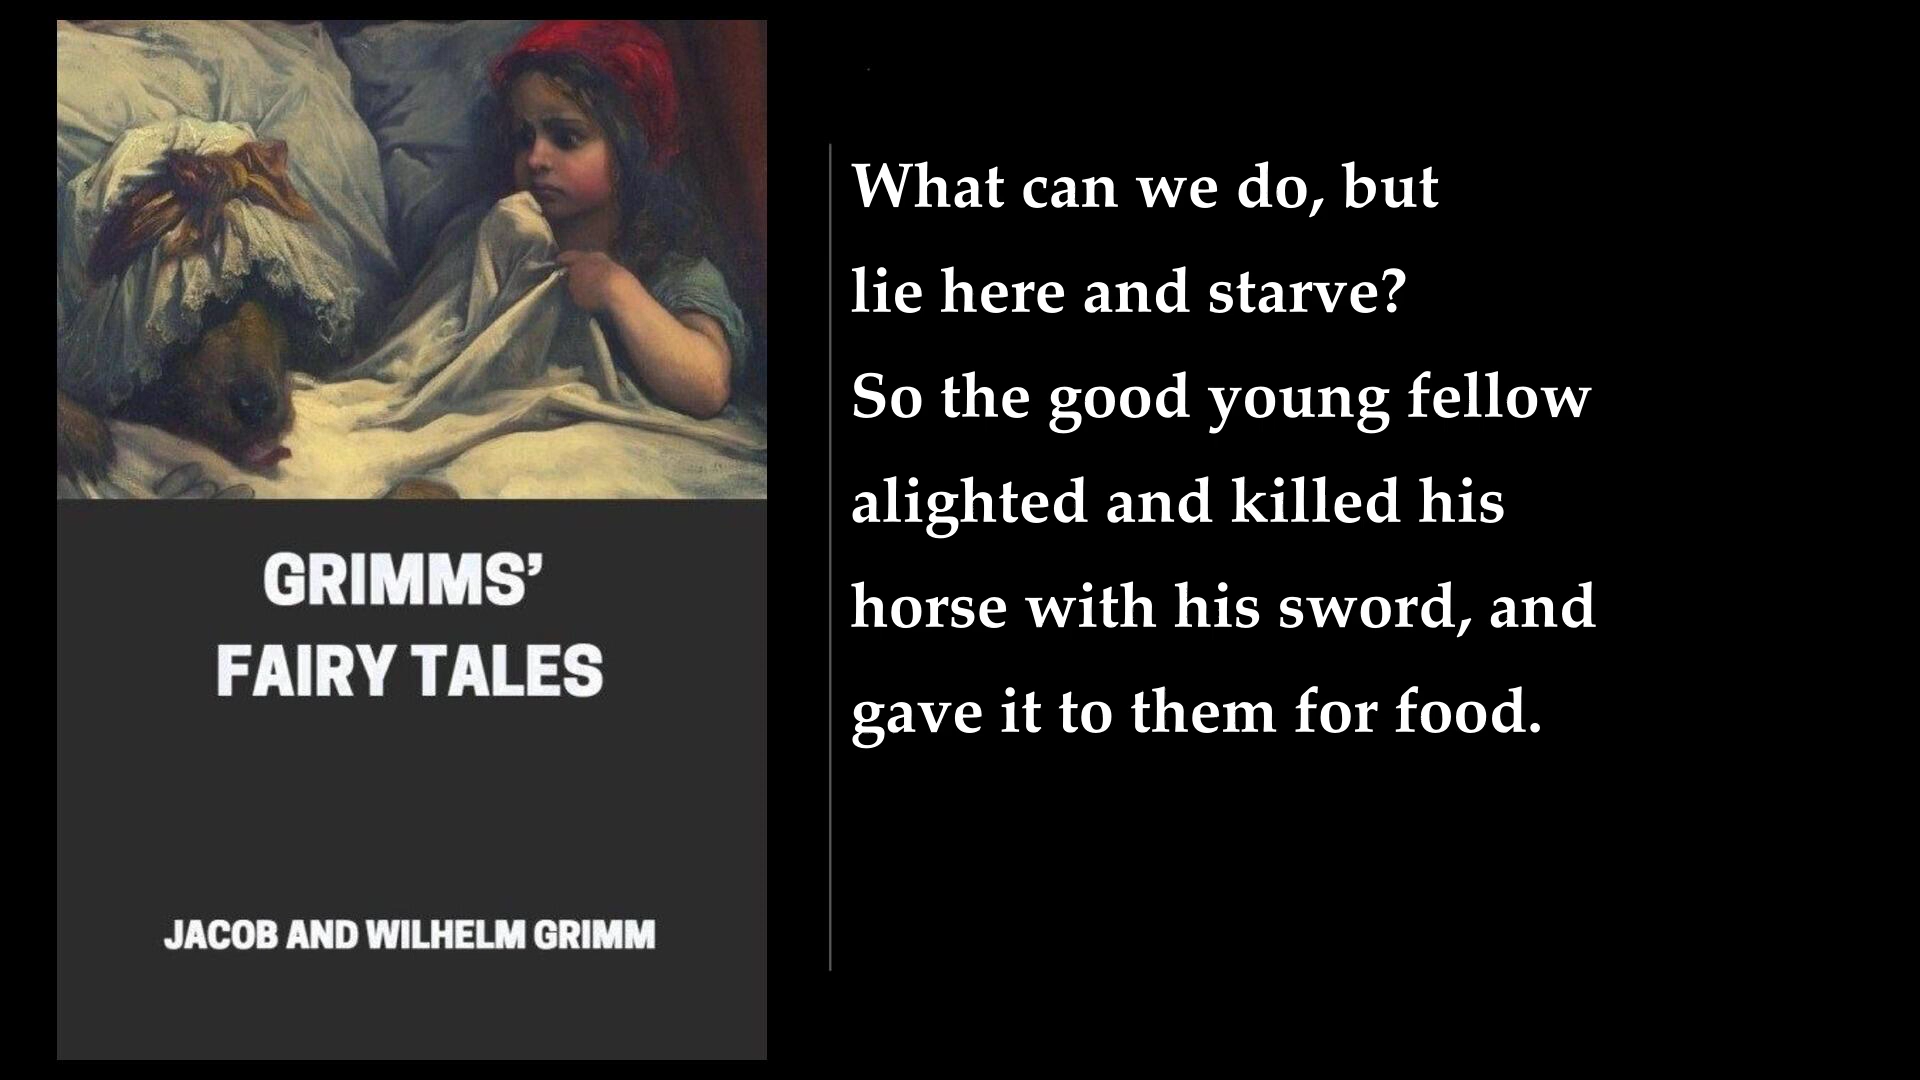 GRIMMS’
FAIRY TALES
JACOB AND WILHELM GRIMM
What can we do, but
lie here and starve?
So the good young fellow
alighted and killed his
horse with his sword, and
gave it to them for food.